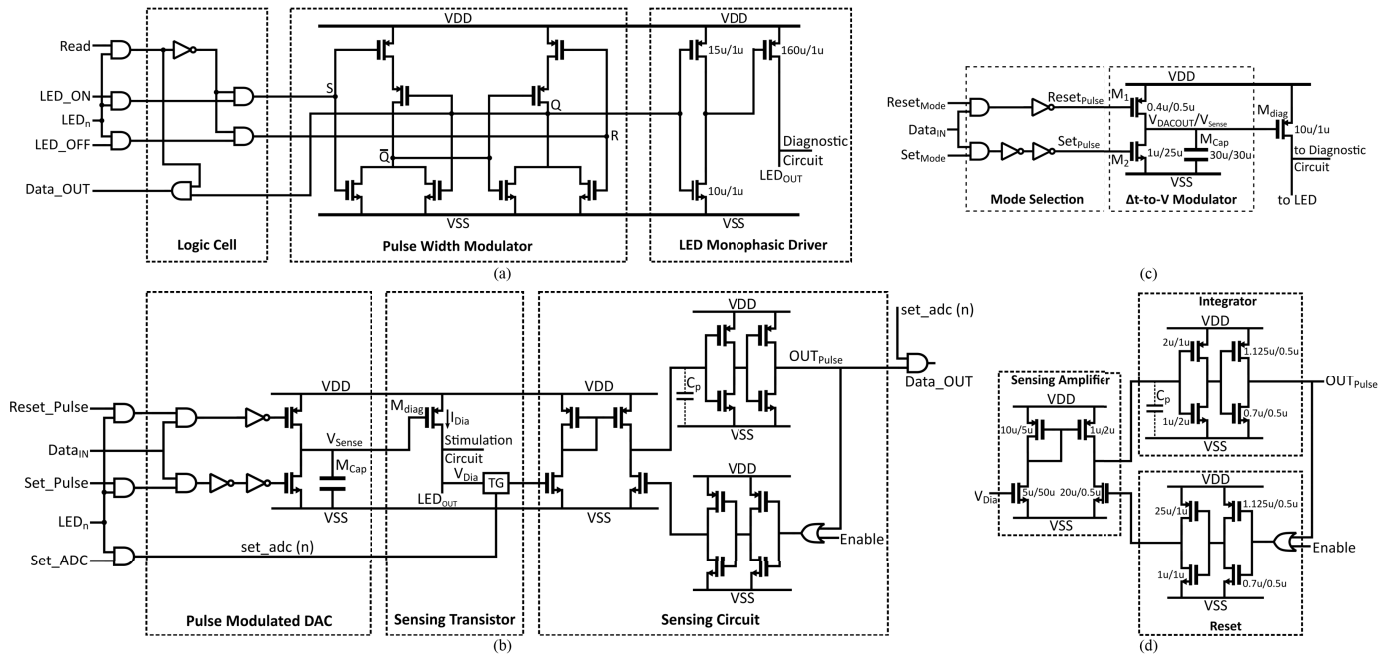 VDD
Read
LED_ON
LEDn
LED_OFF
Data_OUT
S
Q
R
Q̅
15u/1u
160u/1u
10u/1u
Diagnostic
Circuit
LED_OUT
VSS
VSS
Logic Cell
Pulse Width Modulator
LED Monophasic Driver
(a)
VDD
Reset_Mode
Data_IN
Set_Mode
Reset_Pulse
Set_Pulse
M1
0.4u/0.5u
V_DACOUT/V_Sense
M_diag
10u/1u
M_Cap
30u/30u
M2
1u/25u
VSS
to Diagnostic
Circuit
to LED
Mode Selection
Δt-to-V Modulator
(c)
VDD
VDD
VDD
set_adc (n)
Reset_Pulse
Data_IN
Set_Pulse
LEDn
Set_ADC
V_Sense
M_Cap
M_diag
I_Dia
Stimulation
Circuit
V_Dia
TG
LED_OUT
C_p
VSS
OUT_Pulse
Data_OUT
VSS
VSS
VDD
Enable
VSS
set_adc (n)
Pulse Modulated DAC
Sensing Transistor
Sensing Circuit
(b)
Integrator
VDD
2u/1u
1.125u/0.5u
C_p
1u/2u
0.7u/0.5u
VSS
OUT_Pulse
Sensing Amplifier
VDD
10u/5u
1u/2u
V_Dia
5u/50u
20u/0.5u
VSS
VDD
25u/1u
1.125u/0.5u
Enable
1u/1u
0.7u/0.5u
VSS
Reset
(d)